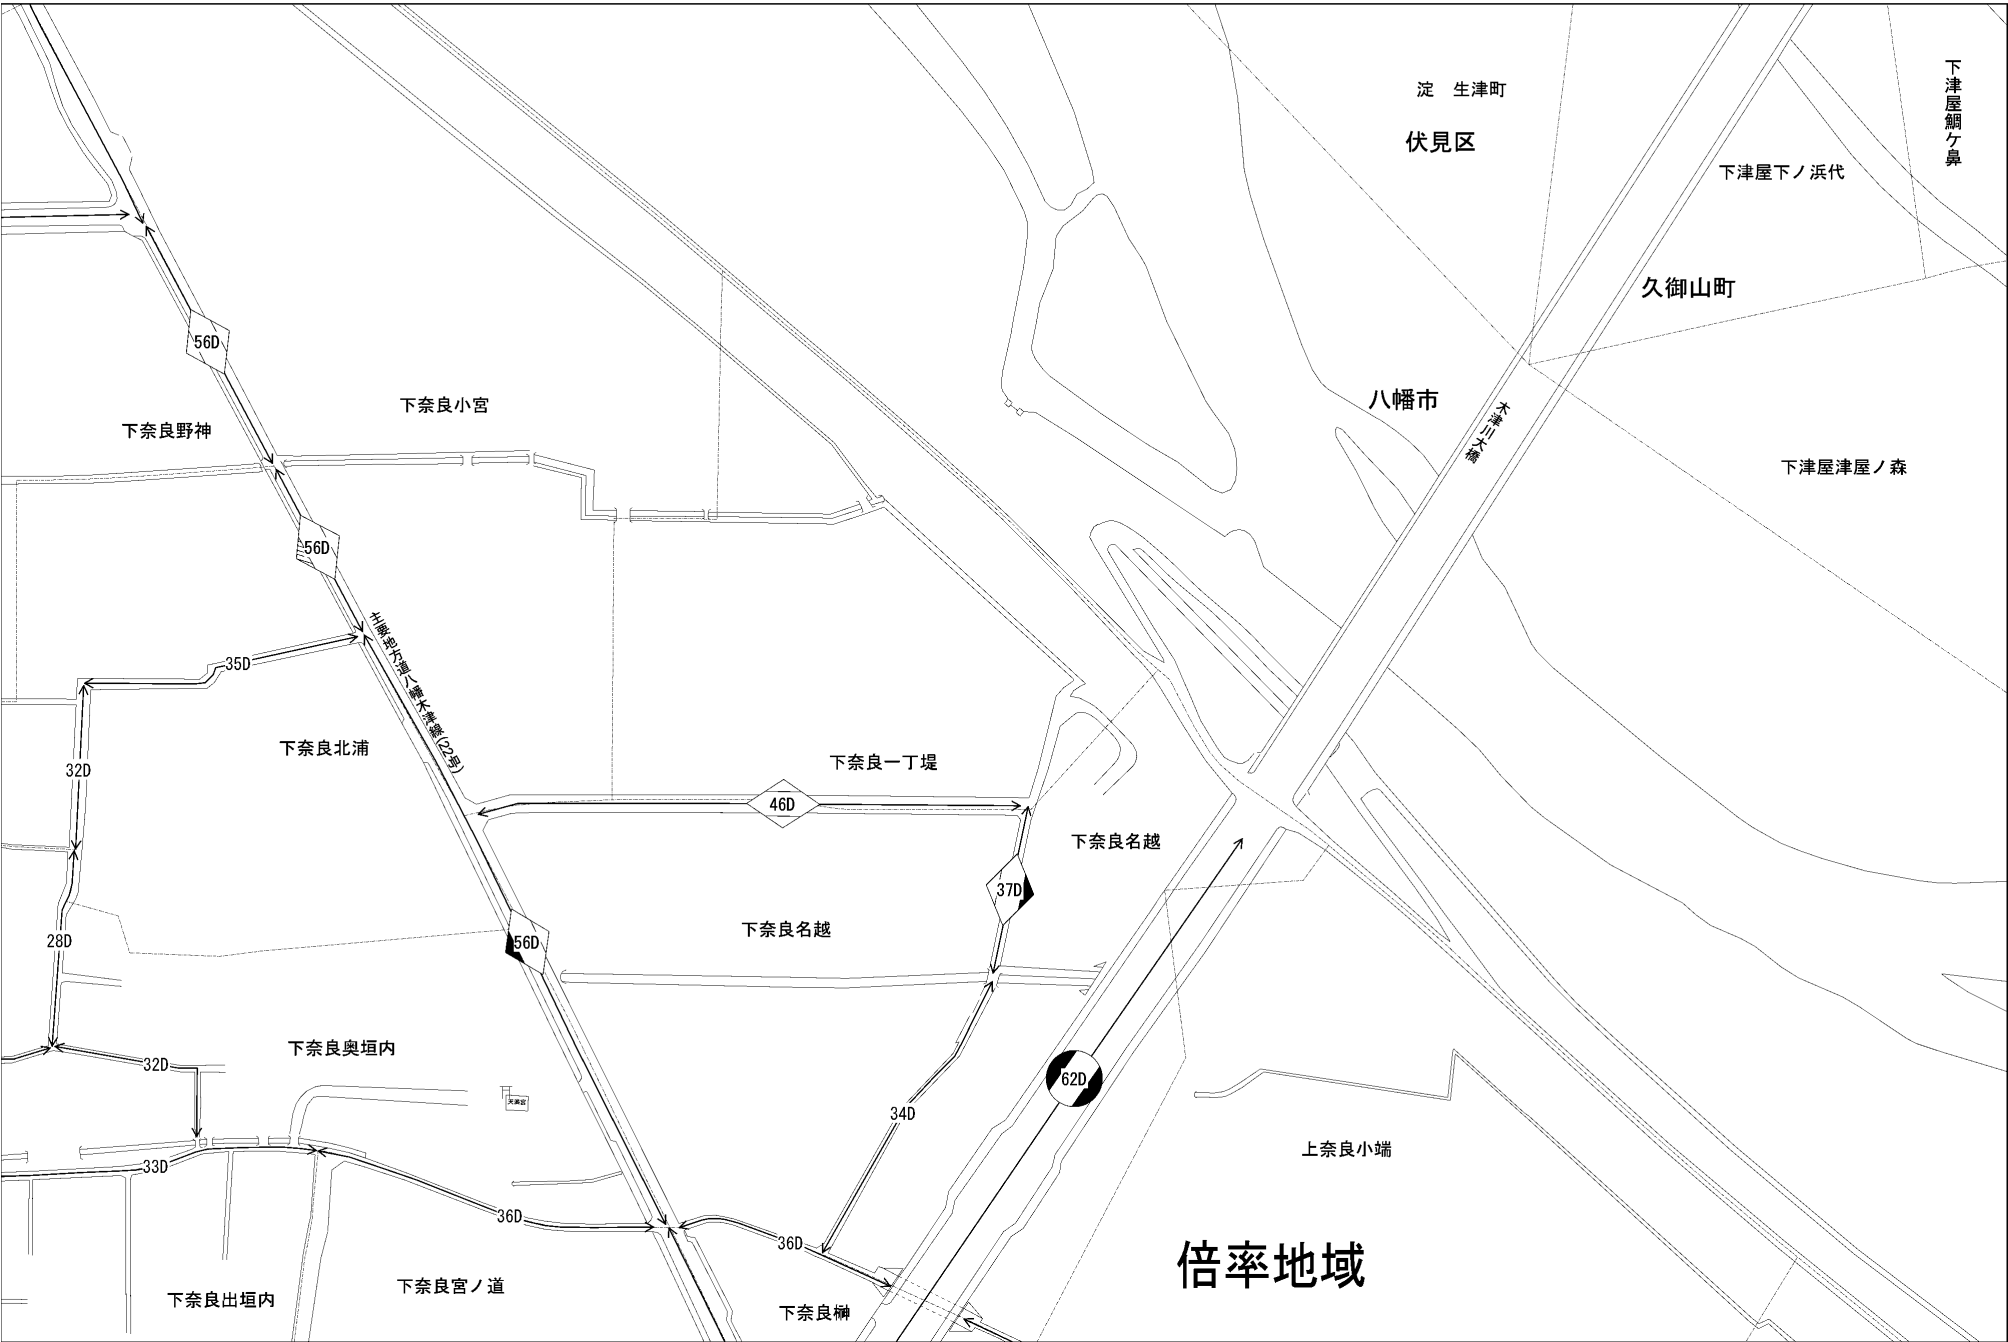 淀　生津町
伏見区
下津屋鯛ケ鼻
下津屋下ノ浜代
久御山町
56D
下奈良小宮
下奈良野神
八幡市
木津川大橋
下津屋津屋ノ森
56D
主要地方道八幡木津線(22号)
35D
下奈良北浦
32D
下奈良一丁堤
46D
下奈良名越
37D
下奈良名越
28D
56D
下奈良奥垣内
32D
62D
天満宮
34D
上奈良小端
33D
36D
36D
倍率地域
下奈良出垣内
下奈良宮ノ道
下奈良榊